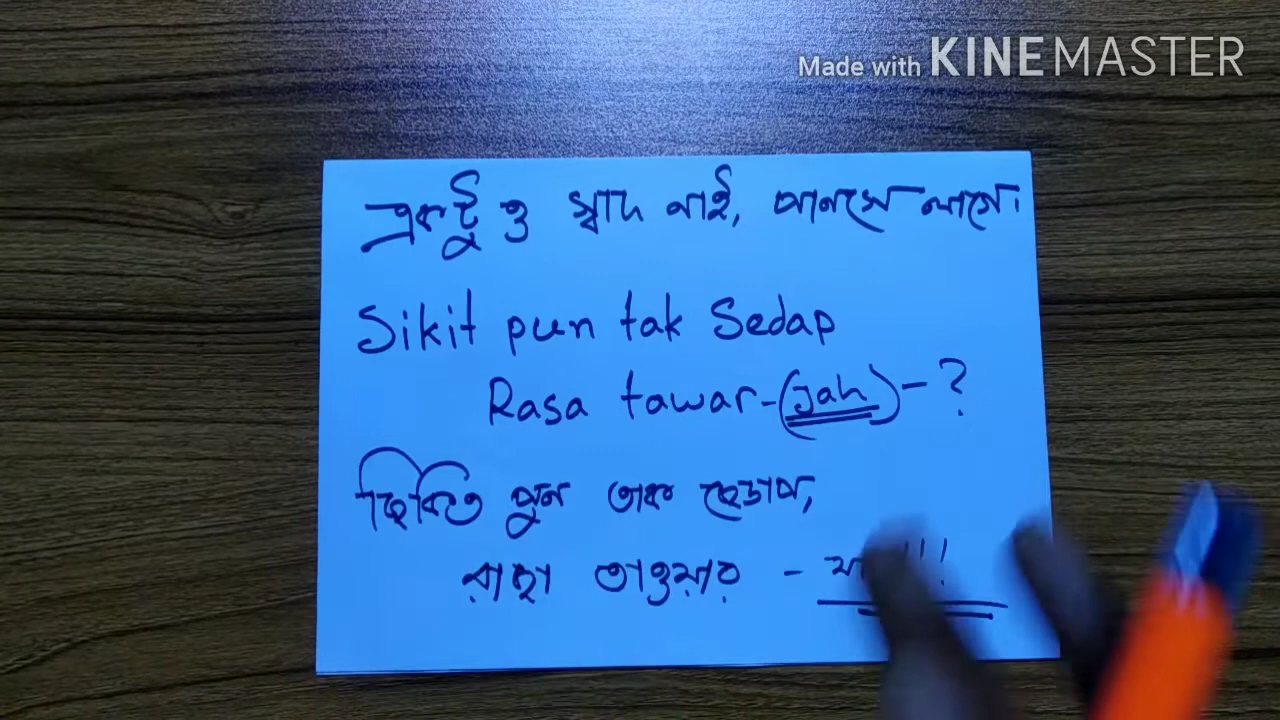 Made with KINEMASTER
একটু ও স্বাদ নাই, পানসে লাগে।
Sikit pun tak Sedap
Rasa tawar-(jah)-?
ছিকিত পুন তাক ছেডাপ,
রাছা তাওয়ার -